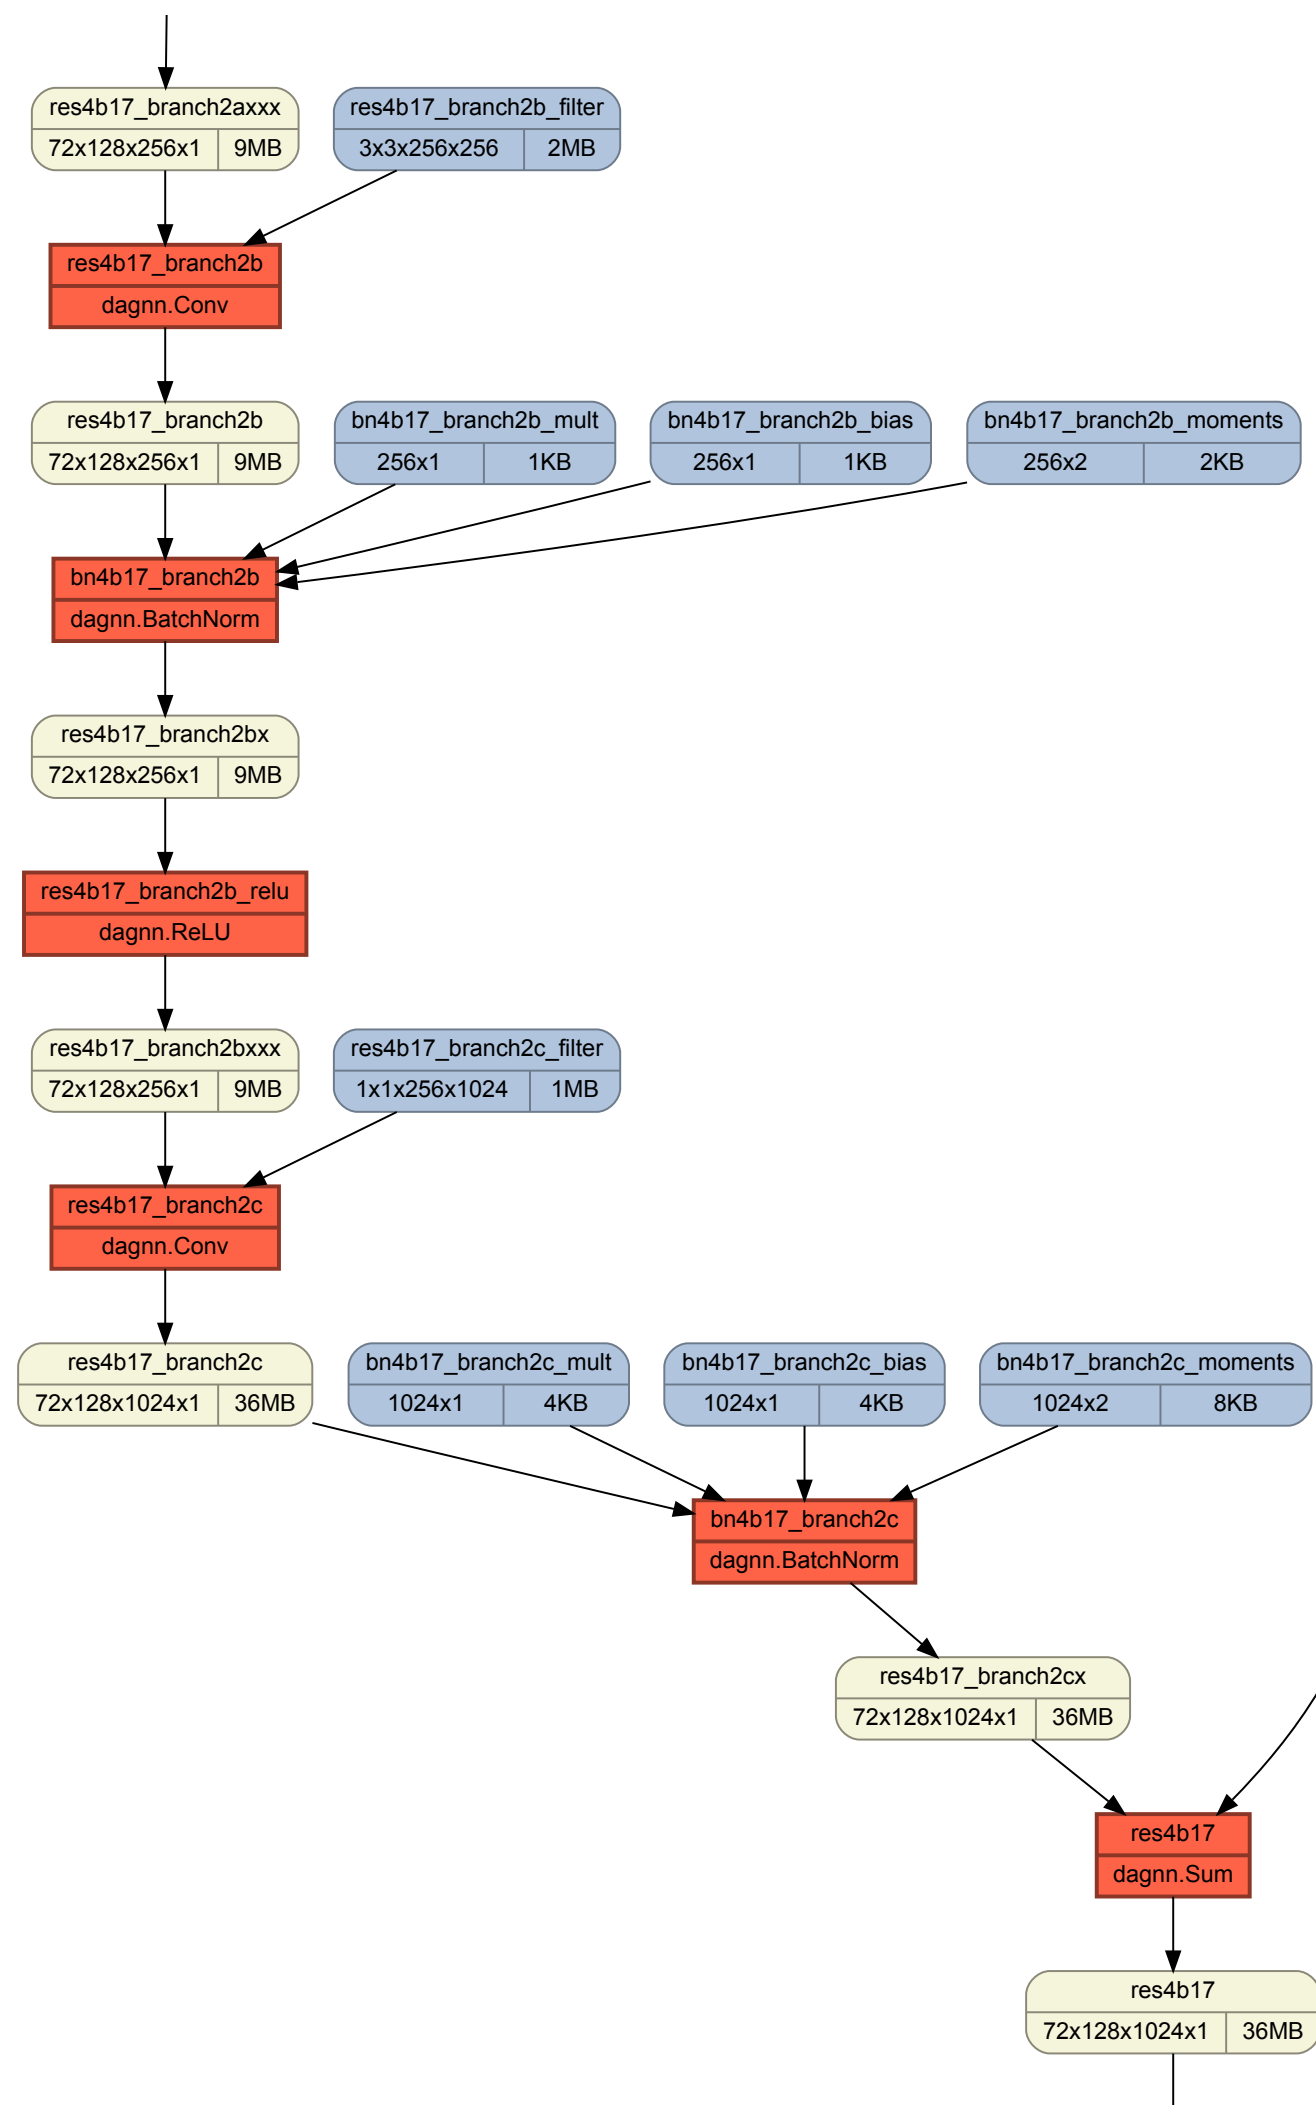 res4b17_branch2axxx
72x128x256x1 9MB
res4b17_branch2b_filter
3x3x256x256 2MB
res4b17_branch2b
dagnn.Conv
res4b17_branch2b
72x128x256x1 9MB
bn4b17_branch2b_mult
256x1 1KB
bn4b17_branch2b_bias
256x1 1KB
bn4b17_branch2b_moments
256x2 2KB
bn4b17_branch2b
dagnn.BatchNorm
res4b17_branch2bx
72x128x256x1 9MB
res4b17_branch2b_relu
dagnn.ReLU
res4b17_branch2bxxx
72x128x256x1 9MB
res4b17_branch2c_filter
1x1x256x1024 1MB
res4b17_branch2c
dagnn.Conv
res4b17_branch2c
72x128x1024x1 36MB
bn4b17_branch2c_mult
1024x1 4KB
bn4b17_branch2c_bias
1024x1 4KB
bn4b17_branch2c_moments
1024x2 8KB
bn4b17_branch2c
dagnn.BatchNorm
res4b17_branch2cx
72x128x1024x1 36MB
res4b17
dagnn.Sum
res4b17
72x128x1024x1 36MB